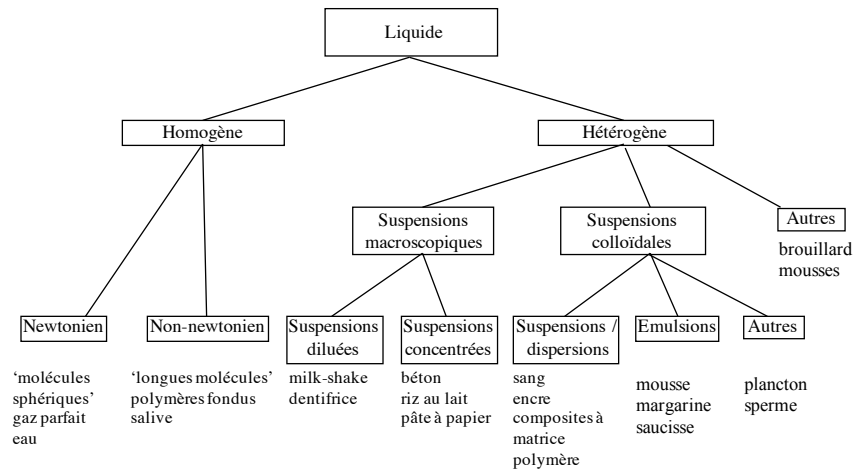 Liquide
Homogène
Hétérogène
Suspensions
macroscopiques
Suspensions
colloïdales
Autres
brouillard
mousses
Newtonien
Non-newtonien
Suspensions
diluées
Suspensions
concentrées
Suspensions /
dispersions
Emulsions
Autres
‘molécules
sphériques’
gaz parfait
eau
‘longues molécules’
polymères fondus
salive
milk-shake
dentifrice
béton
riz au lait
pâte à papier
sang
encre
composites à
matrice
polymère
mousse
margarine
saucisse
plancton
sperme